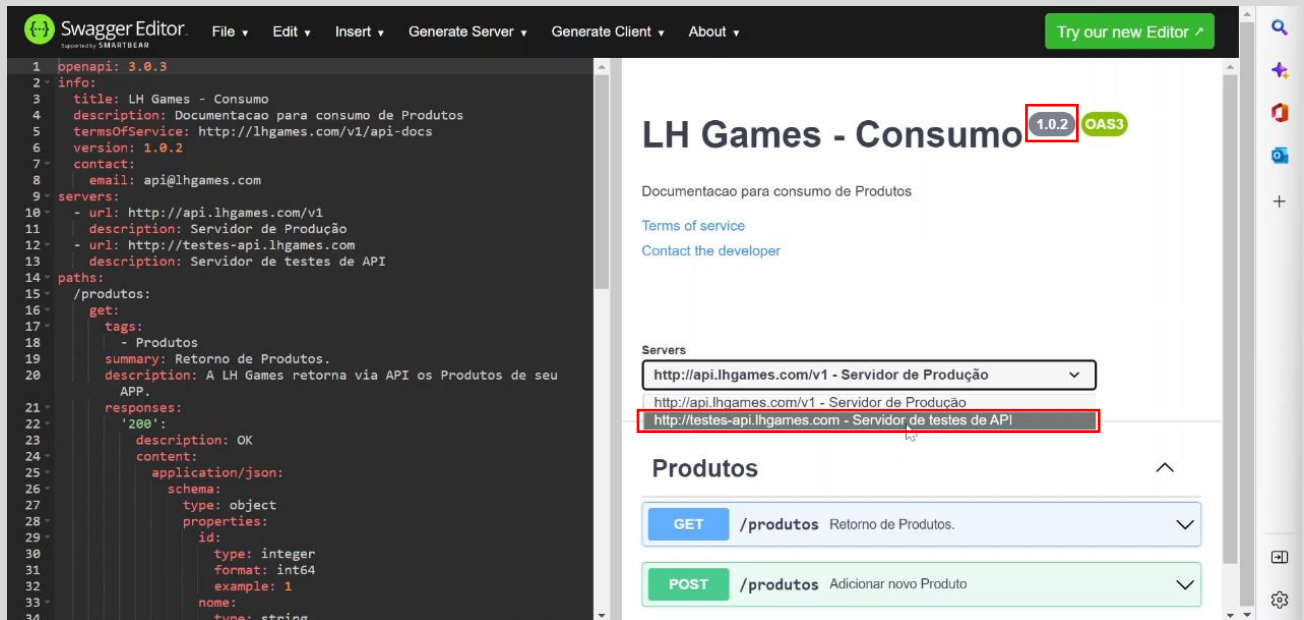 Swagger Editor.
Supported by SMARTBEAR
File Edit Insert Generate Server Generate Client About
Try our new Editor
1 openapi: 3.0.3
2 info:
3 title: LH Games - Consumo
4 description: Documentacao para consumo de Produtos
5 termsOfService: http://lhgames.com/v1/api-docs
6 version: 1.0.2
7 contact:
8 email: api@lhgames.com
9 servers:
10 - url: http://api.lhgames.com/v1
11 description: Servidor de Produção
12 - url: http://testes-api.lhgames.com
13 description: Servidor de testes de API
14 paths:
15 /produtos:
16 get:
17 tags:
18 - Produtos
19 summary: Retorno de Produtos.
20 description: A LH Games retorna via API os Produtos de seu
APP.
21 responses:
22 '200':
23 description: OK
24 content:
25 application/json:
26 schema:
27 type: object
28 properties:
29 id:
30 type: integer
31 format: int64
32 example: 1
33 nome:
34 type: string
LH Games - Consumo 1.0.2 OAS3
Documentacao para consumo de Produtos
Terms of service
Contact the developer
Servers
http://api.lhgames.com/v1 - Servidor de Produção
http://api.lhgames.com/v1 - Servidor de Produção
http://testes-api.lhgames.com - Servidor de testes de API
Produtos
GET /produtos Retorno de Produtos.
POST /produtos Adicionar novo Produto